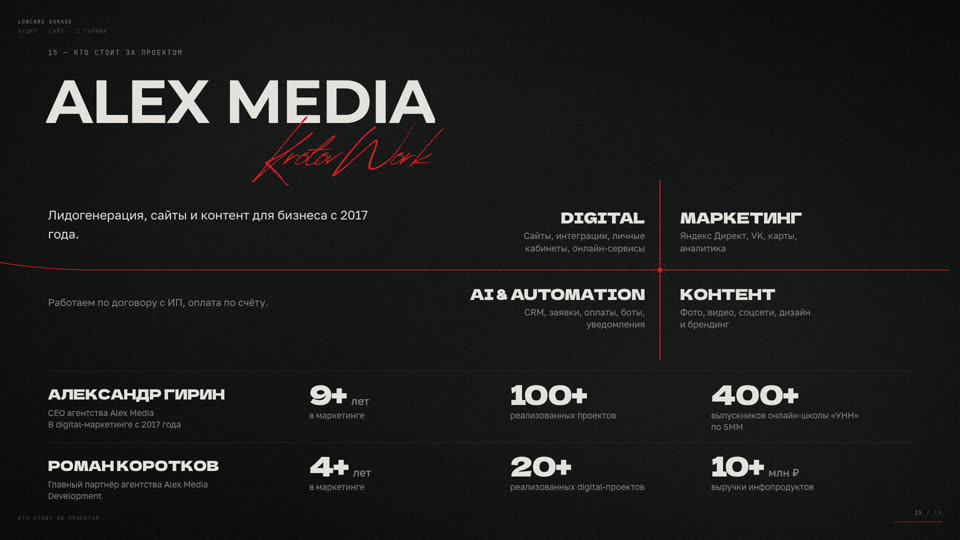 LOWCARS GARAGE
АУДИТ · САЙТ · 2 ТАРИФА
15 — КТО СТОИТ ЗА ПРОЕКТОМ
ALEX MEDIA
KrotovWork
Лидогенерация, сайты и контент для бизнеса с 2017
года.
DIGITAL
Сайты, интеграции, личные
кабинеты, онлайн-сервисы
МАРКЕТИНГ
Яндекс Директ, VK, карты,
аналитика
Работаем по договору с ИП, оплата по счёту.
AI & AUTOMATION
CRM, заявки, оплаты, боты,
уведомления
КОНТЕНТ
Фото, видео, соцсети, дизайн
и брендинг
АЛЕКСАНДР ГИРИН
CEO агентства Alex Media
В digital-маркетинге с 2017 года
9+ лет
в маркетинге
100+
реализованных проектов
400+
выпускников онлайн-школы «УНН»
по SMM
РОМАН КОРОТКОВ
Главный партнёр агентства Alex Media
Development
4+ лет
в маркетинге
20+
реализованных digital-проектов
10+ млн ₽
выручки инфопродуктов
КТО СТОИТ ЗА ПРОЕКТОМ
15 / 15